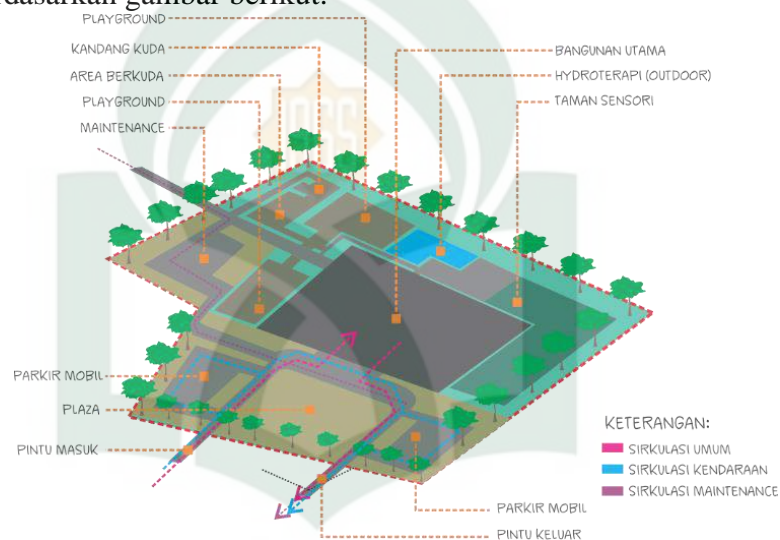 rdasarkan gambar berikut.
PLAYGROUND
KANDANG KUDA
AREA BERKUDA
PLAYGROUND
MAINTENANCE
BANGUNAN UTAMA
HYDROTERAPI (OUTDOOR)
TAMAN SENSORI
PARKIR MOBIL
PLAZA
PINTU MASUK
KETERANGAN:
SIRKULASI UMUM
SIRKULASI KENDARAAN
SIRKULASI MAINTENANCE
PARKIR MOBIL
PINTU KELUAR